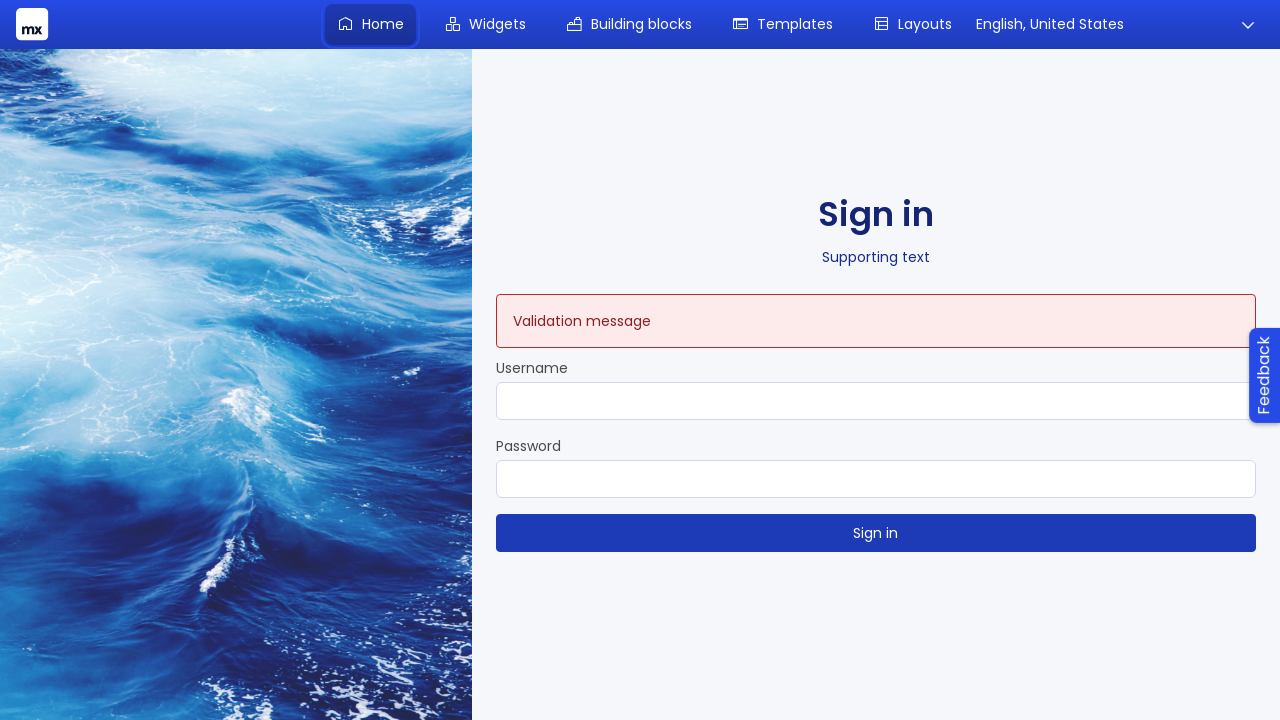 mx
Home
Widgets
Building blocks
Templates
Layouts
English, United States
Sign in
Supporting text
Validation message
Username
Password
Sign in
Feedback